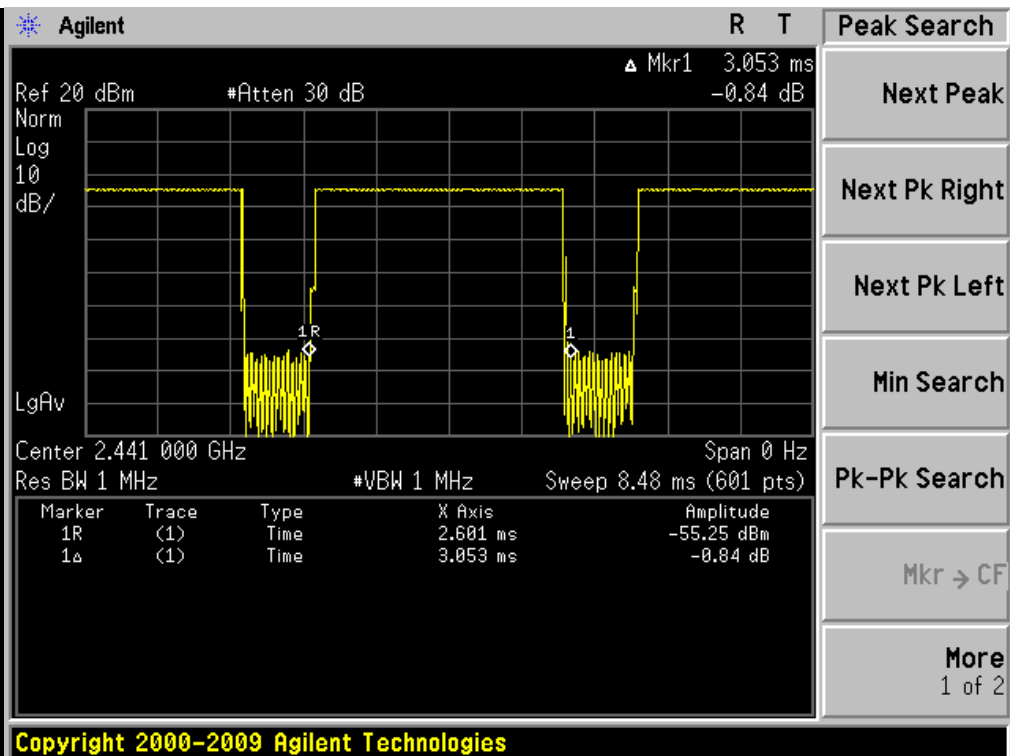 Agilent R T Peak Search
Δ Mkr1 3.053 ms
Ref 20 dBm #Atten 30 dB -0.84 dB
Norm
Log
10
dB/
1R
1
LgAv
Center 2.441 000 GHz Span 0 Hz
Res BW 1 MHz #VBW 1 MHz Sweep 8.48 ms (601 pts)
Marker Trace Type X Axis Amplitude
1R (1) Time 2.601 ms -55.25 dBm
1Δ (1) Time 3.053 ms -0.84 dB
Next Peak
Next Pk Right
Next Pk Left
Min Search
Pk-Pk Search
Mkr → CF
More
1 of 2
Copyright 2000-2009 Agilent Technologies